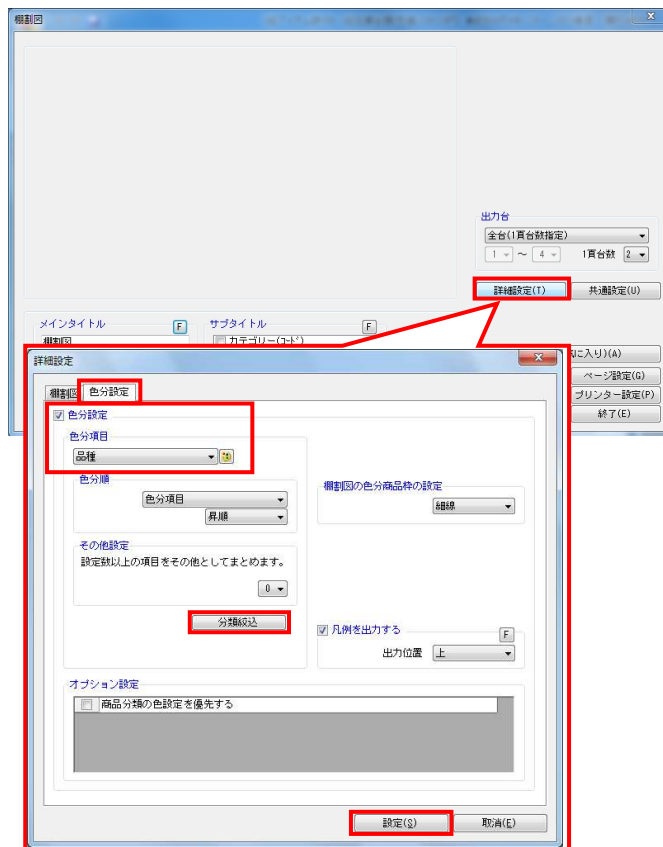 棚割図
出力台
全台(1頁台数指定)
1 ～ 4 1頁台数 2
詳細設定(T) 共通設定(U)
メインタイトル F サブタイトル F
棚割図 カテゴリー(コード)
に入り)(A)
ページ設定(G)
プリンター設定(P)
終了(E)
詳細設定
棚割図 色分設定
色分設定
色分項目
品種
色分順
色分項目
昇順
棚割図の色分商品枠の設定
細線
その他設定
設定数以上の項目をその他としてまとめます。
0
分類絞込
凡例を出力する F
出力位置 上
オプション設定
商品分類の色設定を優先する
設定(S) 取消(E)